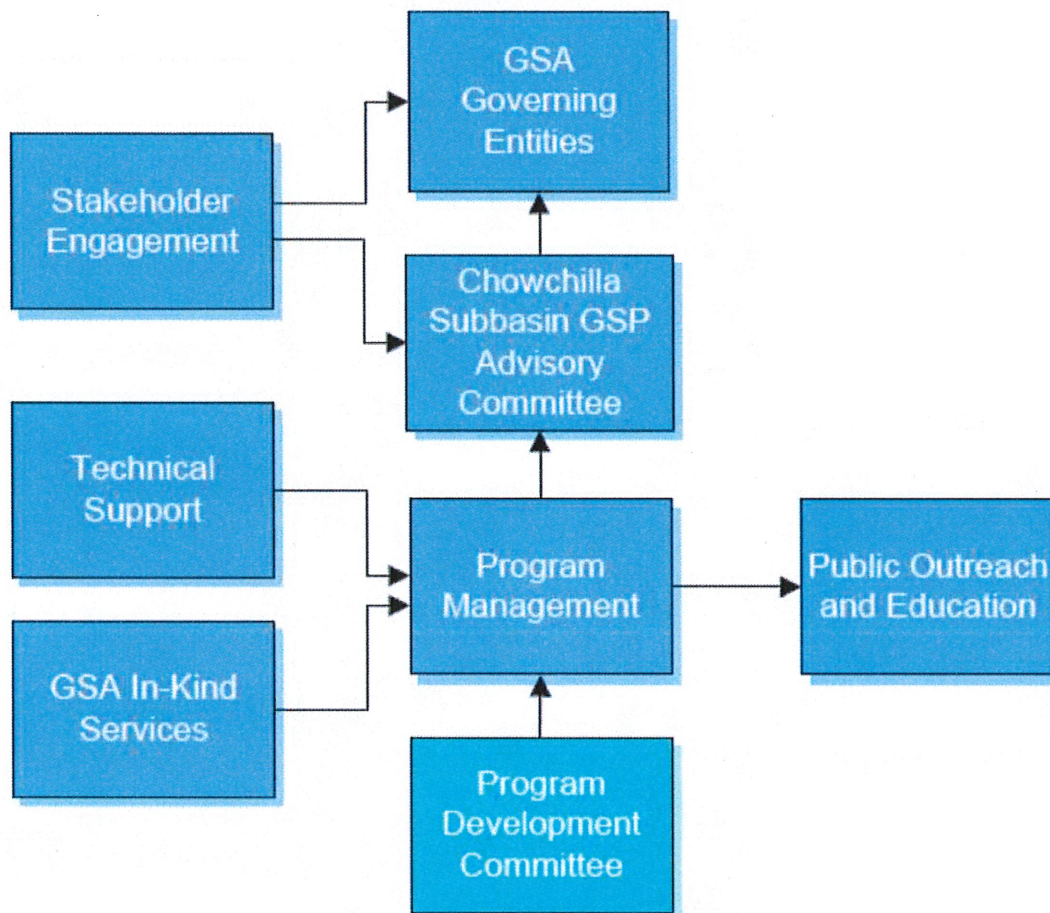 GSA
Governing
Entities
Stakeholder
Engagement
Chowchilla
Subbasin GSP
Advisory
Committee
Technical
Support
Program
Management
Public Outreach
and Education
GSA In-Kind
Services
Program
Development
Committee